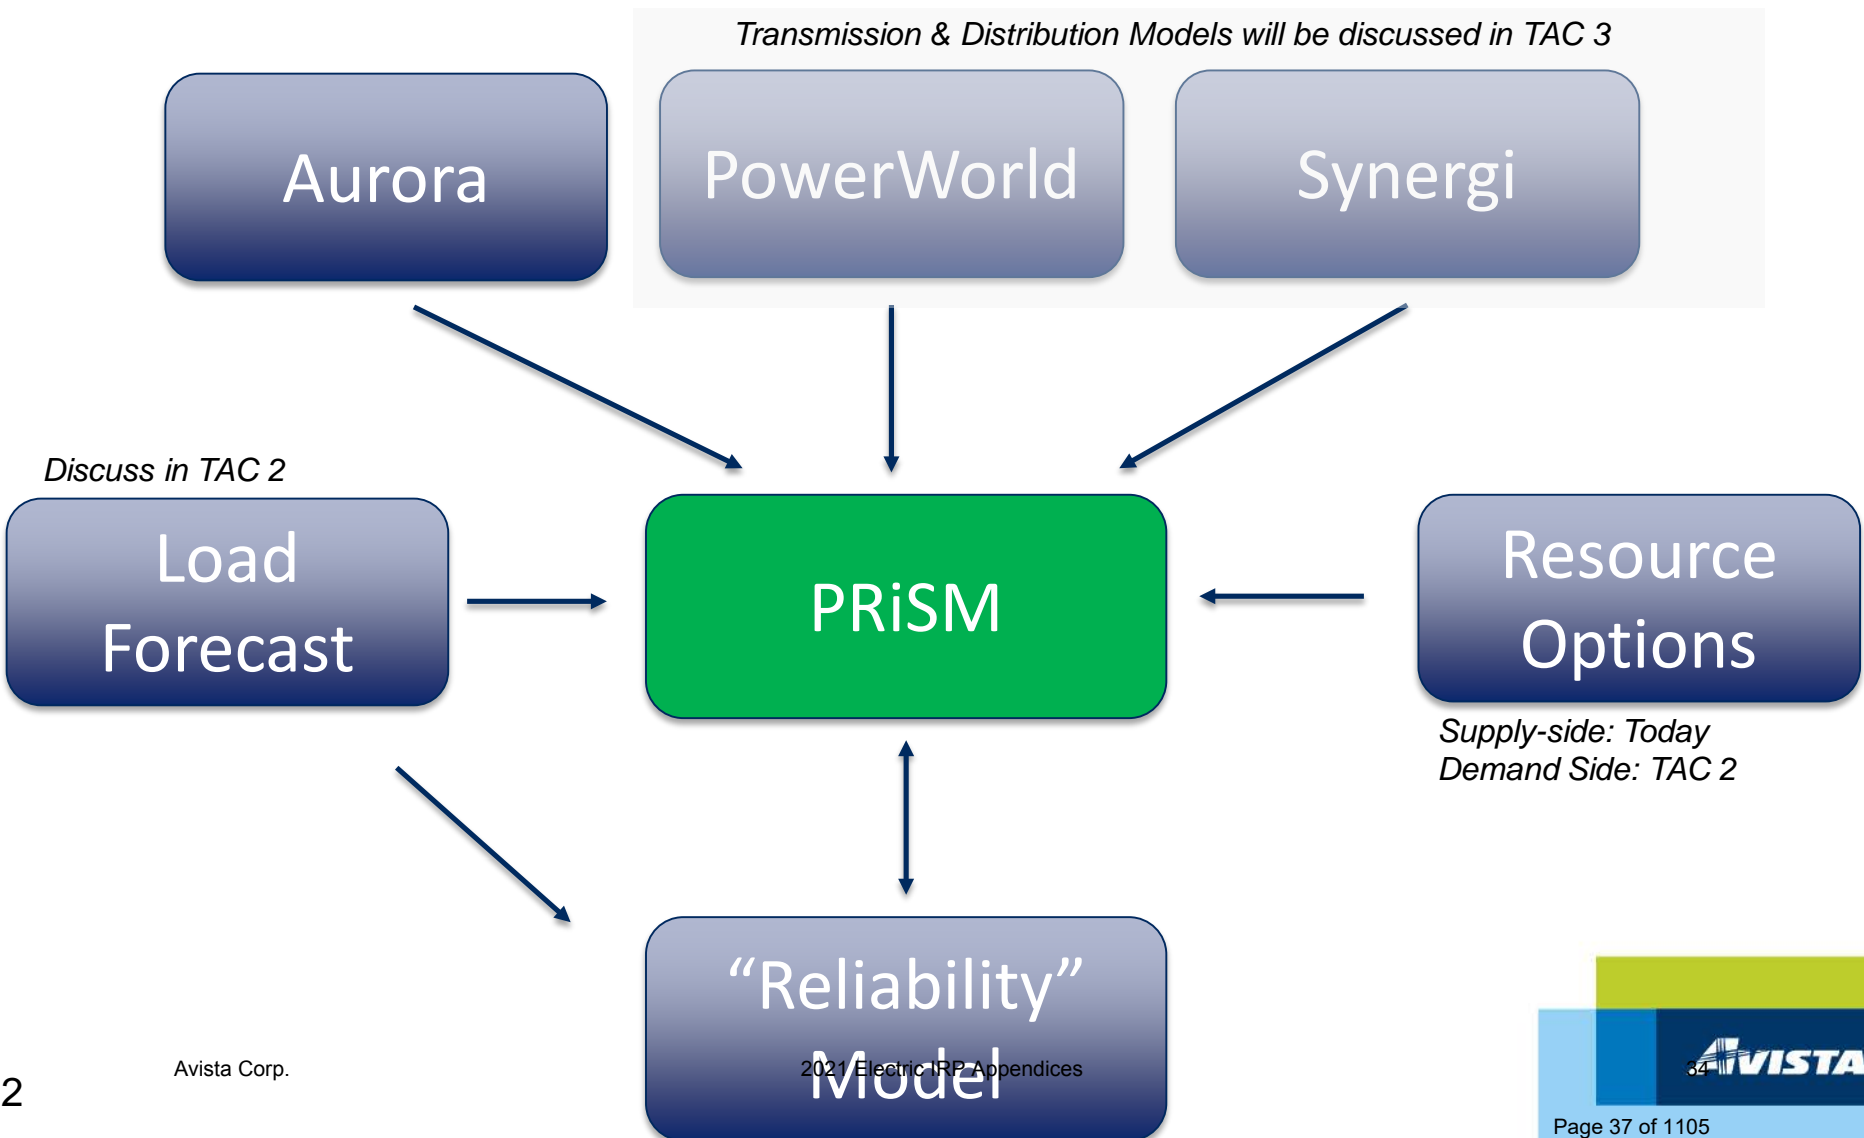 Transmission & Distribution Models will be discussed in TAC 3
Aurora
PowerWorld
Synergi
Discuss in TAC 2
Load
Forecast
PRiSM
Resource
Options
Supply-side: Today
Demand Side: TAC 2
“Reliability”
Model
2
Avista Corp.
2021 Electric IRP Appendices
34
AVISTA
Page 37 of 1105